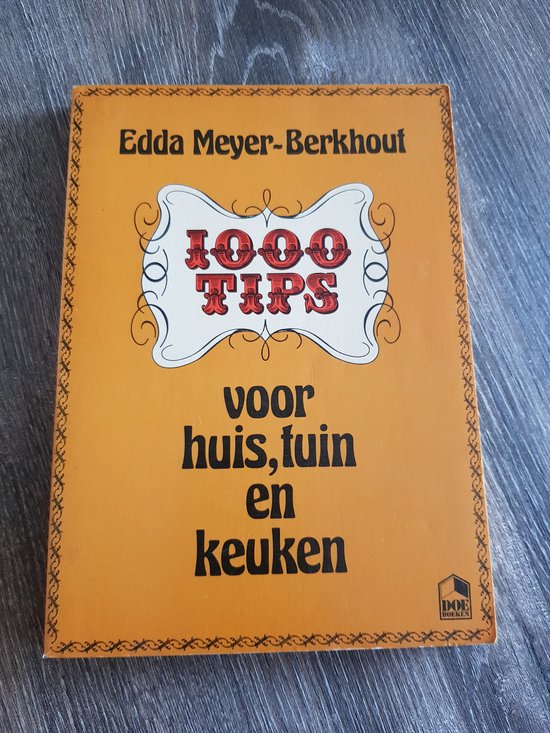 Edda Meyer-Berkhout
1000
TIPS
voor
huis, tuin
en
keuken
DOE
BOEKEN